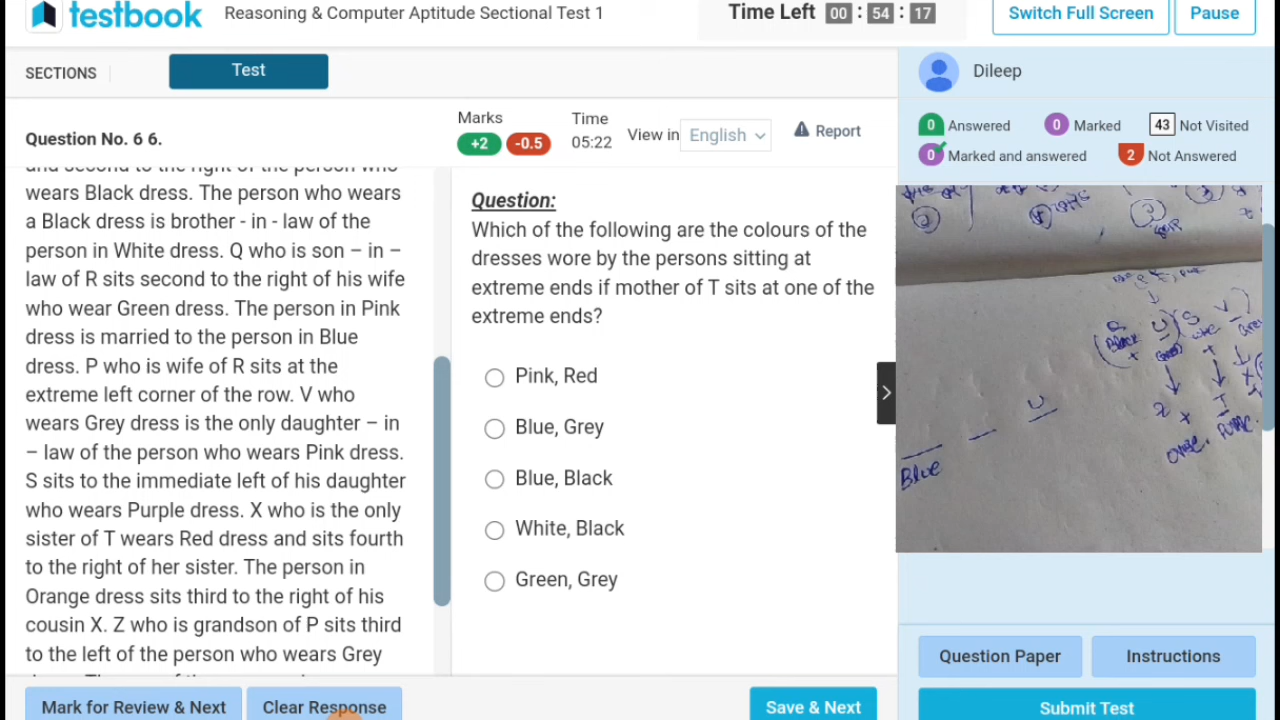 testbook
Reasoning & Computer Aptitude Sectional Test 1
Time Left 00 : 54 : 17
Switch Full Screen
Pause
SECTIONS
Test
Dileep
Question No. 6 6.
Marks
+2 -0.5
Time
05:22
View in English
Report
0 Answered
0 Marked
43 Not Visited
0 Marked and answered
2 Not Answered
wears Black dress. The person who wears
a Black dress is brother - in - law of the
person in White dress. Q who is son – in –
law of R sits second to the right of his wife
who wear Green dress. The person in Pink
dress is married to the person in Blue
dress. P who is wife of R sits at the
extreme left corner of the row. V who
wears Grey dress is the only daughter – in
– law of the person who wears Pink dress.
S sits to the immediate left of his daughter
who wears Purple dress. X who is the only
sister of T wears Red dress and sits fourth
to the right of her sister. The person in
Orange dress sits third to the right of his
cousin X. Z who is grandson of P sits third
to the left of the person who wears Grey
Question:
Which of the following are the colours of the
dresses wore by the persons sitting at
extreme ends if mother of T sits at one of the
extreme ends?
Pink, Red
Blue, Grey
Blue, Black
White, Black
Green, Grey
U
Blue
Black
Mark for Review & Next
Clear Response
Save & Next
Question Paper
Instructions
Submit Test